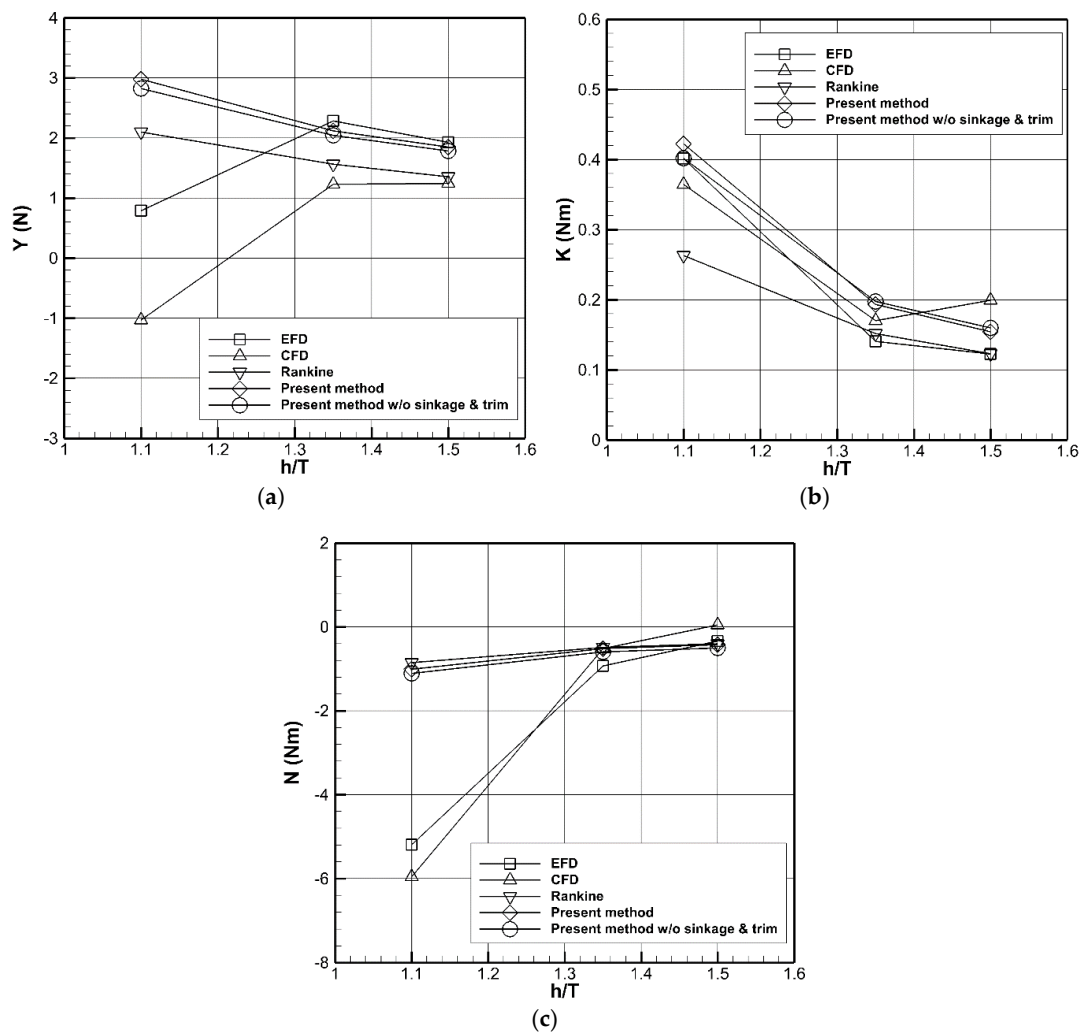 4
3
2
1
0
-1
-2
-3
Y (N)
EFD
CFD
Rankine
Present method
Present method w/o sinkage & trim
1 1.1 1.2 1.3 1.4 1.5 1.6
h/T
(a)
0.6
0.5
0.4
0.3
0.2
0.1
0
K (Nm)
EFD
CFD
Rankine
Present method
Present method w/o sinkage & trim
1 1.1 1.2 1.3 1.4 1.5 1.6
h/T
(b)
2
0
-2
-4
-6
-8
N (Nm)
EFD
CFD
Rankine
Present method
Present method w/o sinkage & trim
1 1.1 1.2 1.3 1.4 1.5 1.6
h/T
(c)